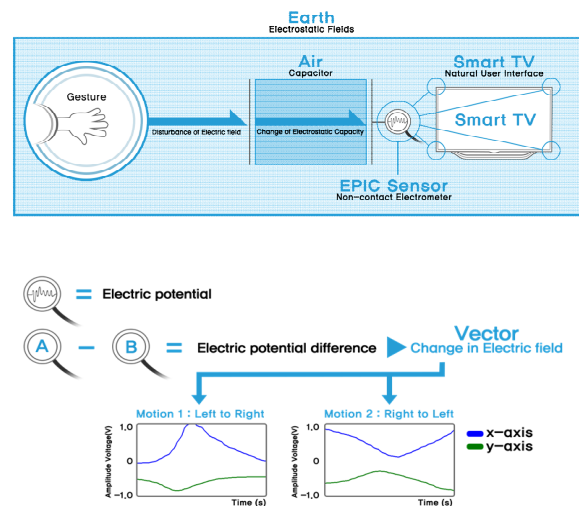 Earth
Electrostatic Fields
Air
Capacitor
Smart TV
Natural User Interface
Gesture
Smart TV
Disturbance of Electric field
Change of Electrostatic Capacity
EPIC Sensor
Non-contact Electrometer
= Electric potential
A - B = Electric potential difference
Vector
Change in Electric field
Motion 1 : Left to Right
Motion 2 : Right to Left
Amplitude Voltage(V)
1.0
0
-1.0
Time (s)
Amplitude Voltage(V)
1.0
0
-1.0
Time (s)
x-axis
y-axis